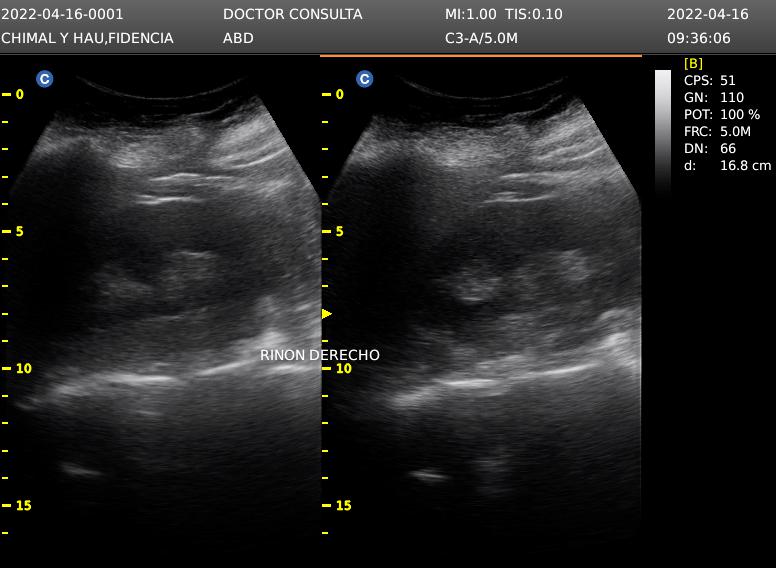 2022-04-16-0001 DOCTOR CONSULTA MI:1.00 TIS:0.10 2022-04-16
CHIMAL Y HAU,FIDENCIA ABD C3-A/5.0M 09:36:06
[B]
CPS: 51
GN: 110
POT: 100 %
FRC: 5.0M
DN: 66
d: 16.8 cm
C C
0 0
5 5
RINON DERECHO
10 10
15 15